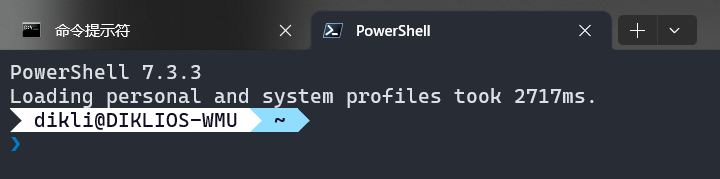 命令提示符
PowerShell
PowerShell 7.3.3
Loading personal and system profiles took 2717ms.
dikli@DIKLIOS-WMU ~
❯